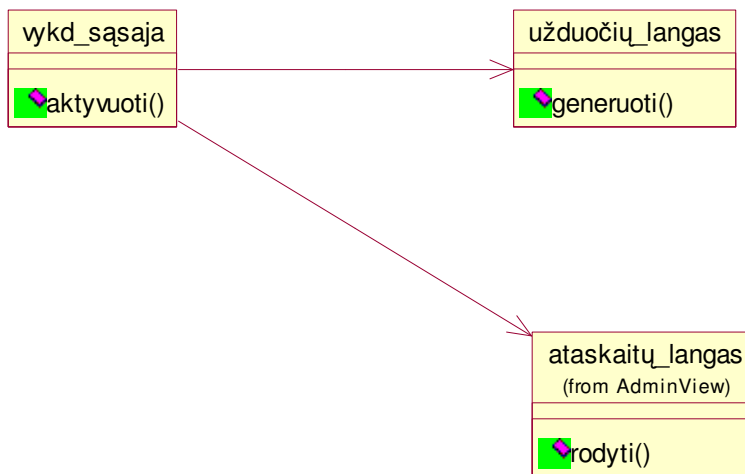 vykd_sąsaja
aktyvuoti()
užduočių_langas
generuoti()
ataskaitų_langas
(from AdminView)
rodyti()